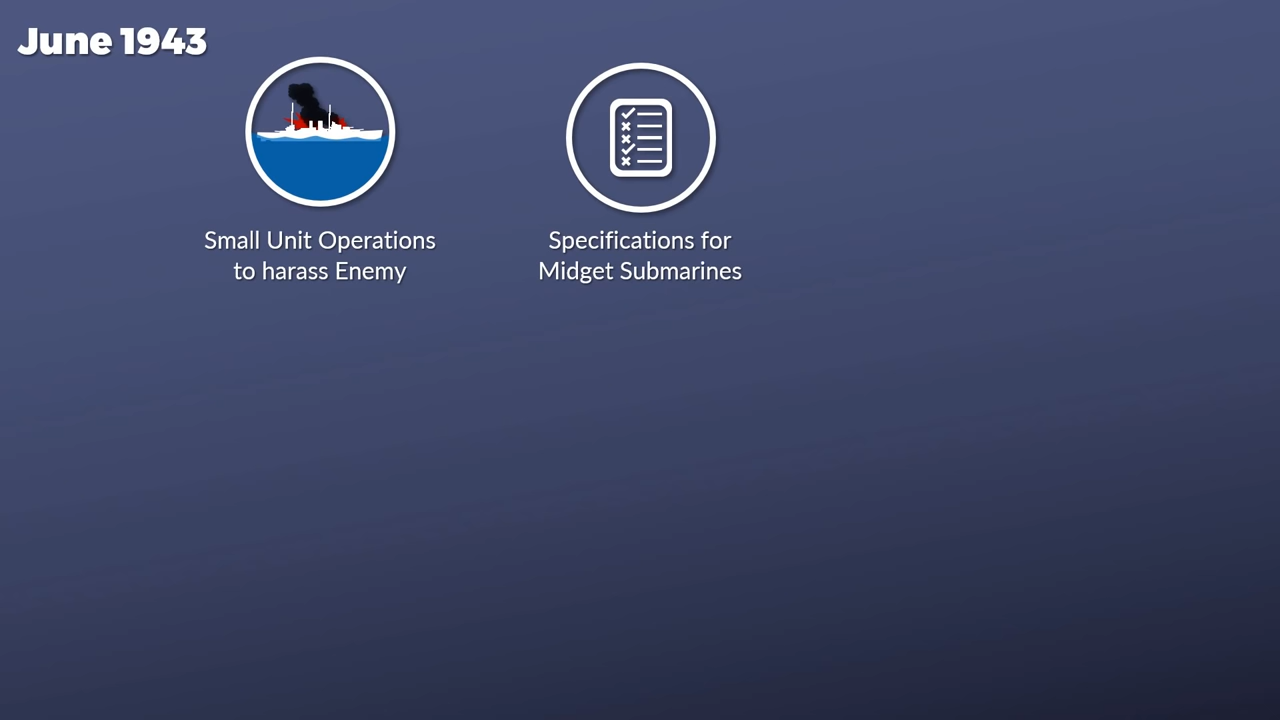 June 1943
Small Unit Operations
to harass Enemy
Specifications for
Midget Submarines